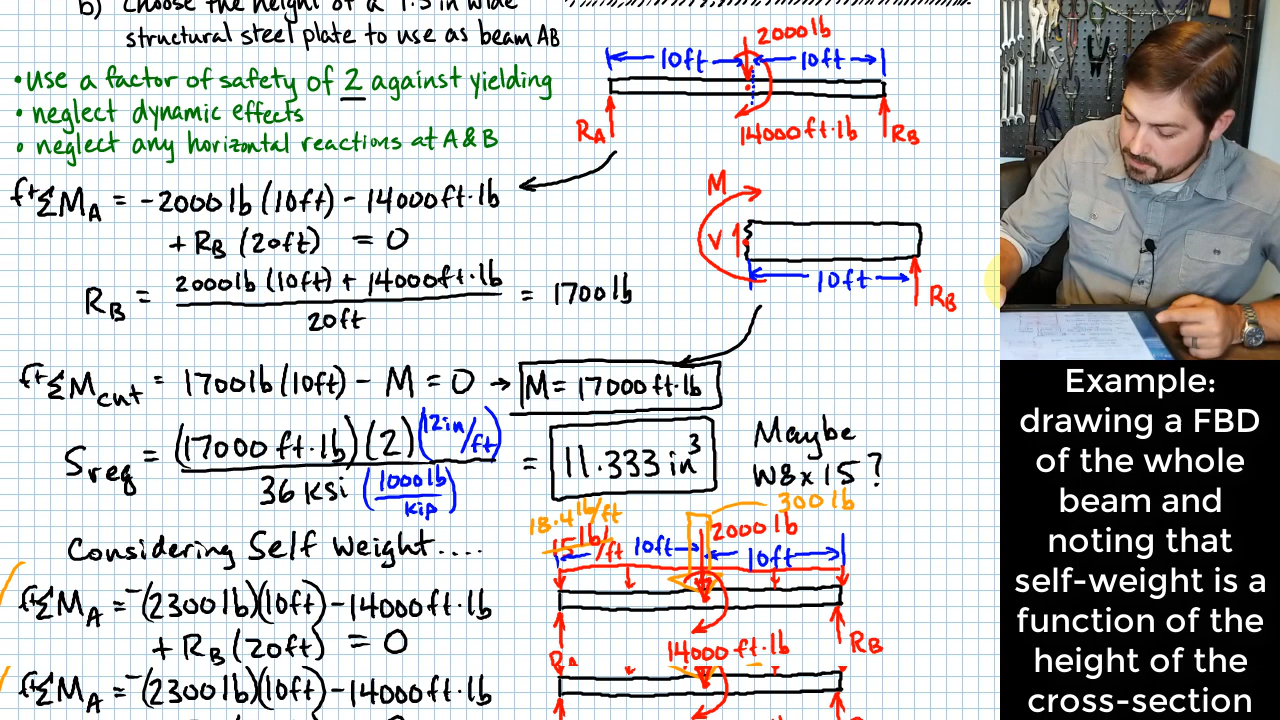 b) Choose the height of a 1.5 in wide
structural steel plate to use as beam AB
• use a factor of safety of 2 against yielding
• neglect dynamic effects
• neglect any horizontal reactions at A & B
2000 lb
10ft 10ft
RA 14000 ft·lb RB
ΣMA = -2000 lb (10ft) - 14000 ft·lb
+ RB (20ft) = 0
RB = 2000 lb (10ft) + 14000 ft·lb / 20ft = 1700 lb
M
V
10ft
RB
ΣMcut = 1700 lb (10ft) - M = 0 → M = 17000 ft·lb
Sreq = (17000 ft·lb)(2)(12in/ft) / 36 ksi (1000 lb/kip) = 11.333 in³
Maybe
W8x15?
Considering Self Weight....
18.4 lb/ft 300 lb
15 lb/ft 10ft 2000 lb 10ft
ΣMA = -(2300 lb)(10ft) - 14000 ft·lb
+ RB (20ft) = 0
RA 14000 ft·lb RB
ΣMA = -(2300 lb)(10ft) - 14000 ft·lb
Example:
drawing a FBD
of the whole
beam and
noting that
self-weight is a
function of the
height of the
cross-section